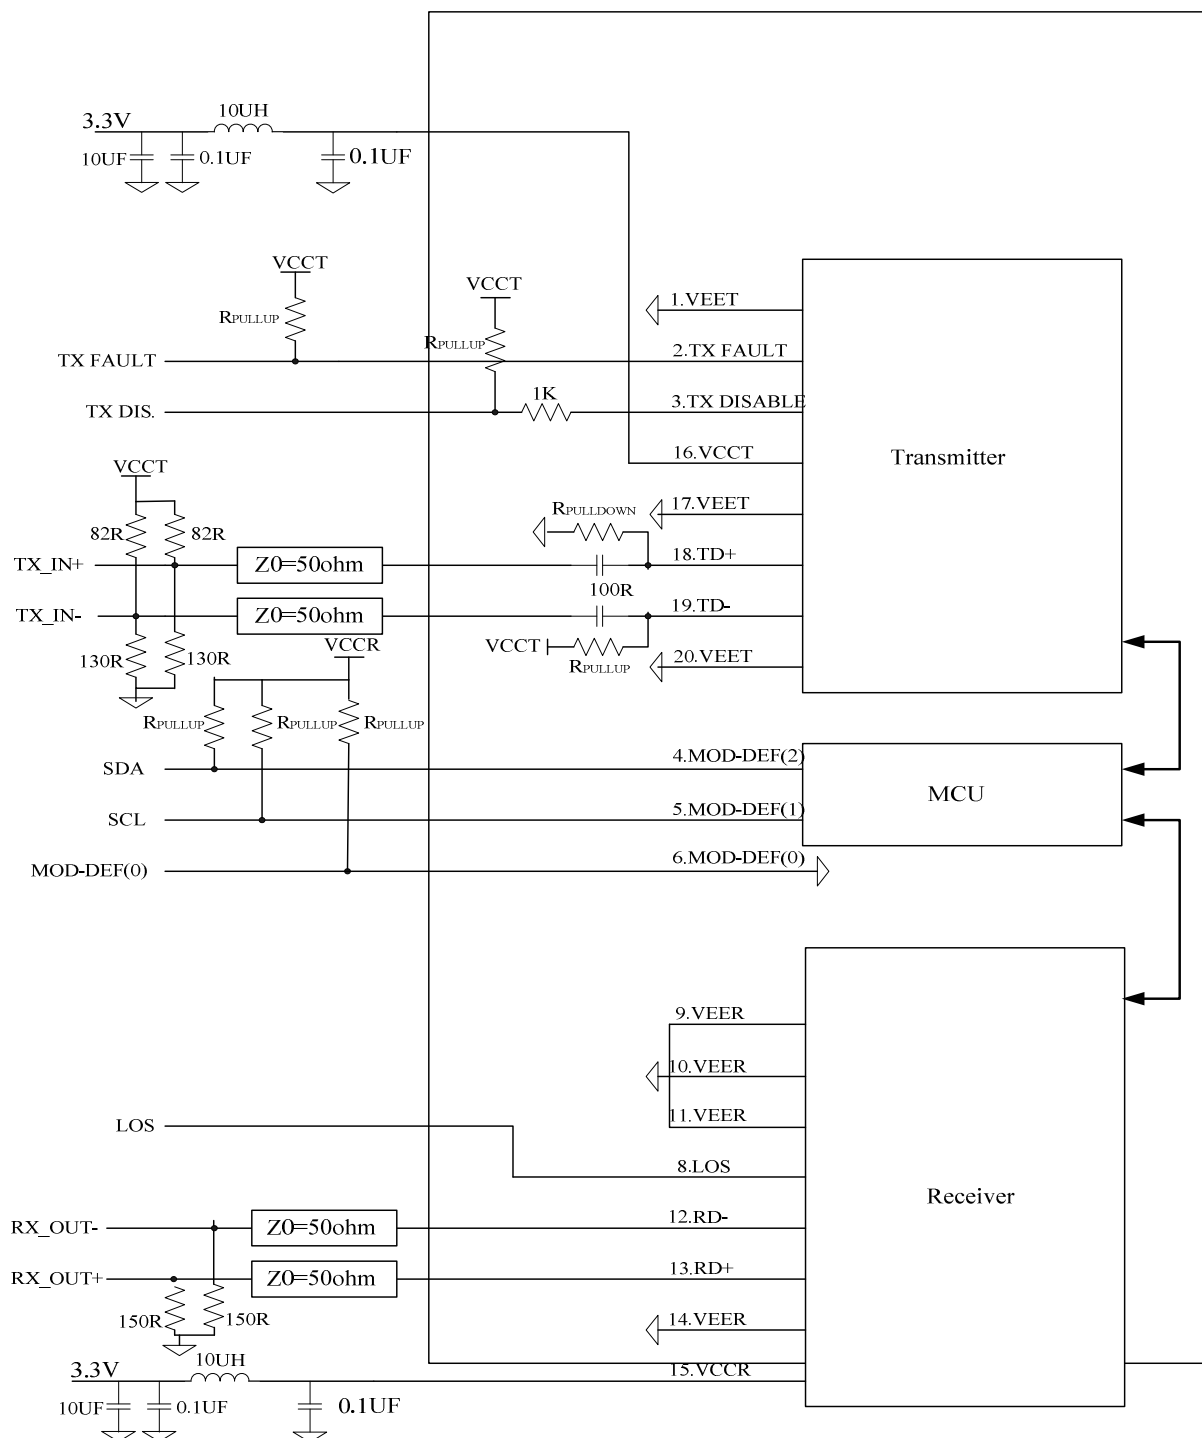 10UH
3.3V
10UF
0.1UF
0.1UF
VCCT
VCCT
RPULLUP
RPULLUP
1.VEET
TX FAULT
2.TX FAULT
TX DIS.
1K
3.TX DISABLE
16.VCCT
Transmitter
VCCT
17.VEET
82R
82R
RPULLDOWN
TX_IN+
Z0=50ohm
18.TD+
100R
TX_IN-
Z0=50ohm
19.TD-
VCCR
VCCT
RPULLUP
130R
130R
20.VEET
RPULLUP
RPULLUP
RPULLUP
SDA
4.MOD-DEF(2)
MCU
SCL
5.MOD-DEF(1)
MOD-DEF(0)
6.MOD-DEF(0)
9.VEER
10.VEER
11.VEER
LOS
8.LOS
Receiver
RX_OUT-
Z0=50ohm
12.RD-
RX_OUT+
Z0=50ohm
13.RD+
150R
150R
14.VEER
10UH
3.3V
15.VCCR
10UF
0.1UF
0.1UF